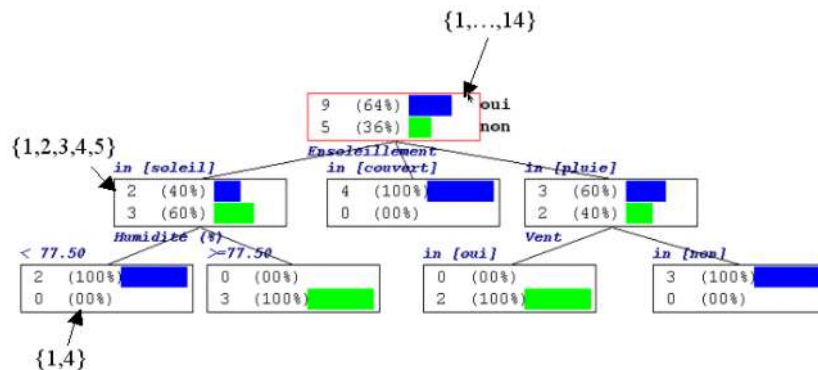 {1,…,14}
9 (64%) oui
5 (36%) non
{1,2,3,4,5}
Ensoleillement
in [soleil] in [couvert] in [pluie]
2 (40%) 4 (100%) 3 (60%)
3 (60%) 0 (00%) 2 (40%)
Humidité (%) Vent
< 77.50 >=77.50 in [oui] in [non]
2 (100%) 0 (00%) 0 (00%) 3 (100%)
0 (00%) 3 (100%) 2 (100%) 0 (00%)
{1,4}